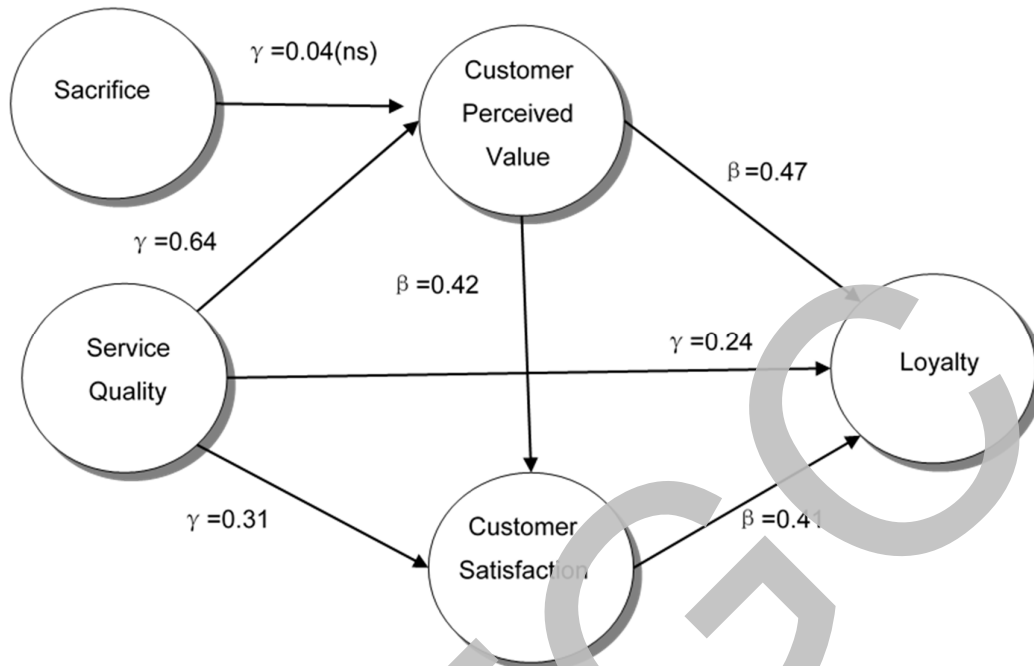 γ =0.04(ns)
Sacrifice
Customer
Perceived
Value
β=0.47
γ =0.64
β=0.42
Service
Quality
γ =0.24
Loyalty
γ =0.31
Customer
Satisfaction
β=0.41